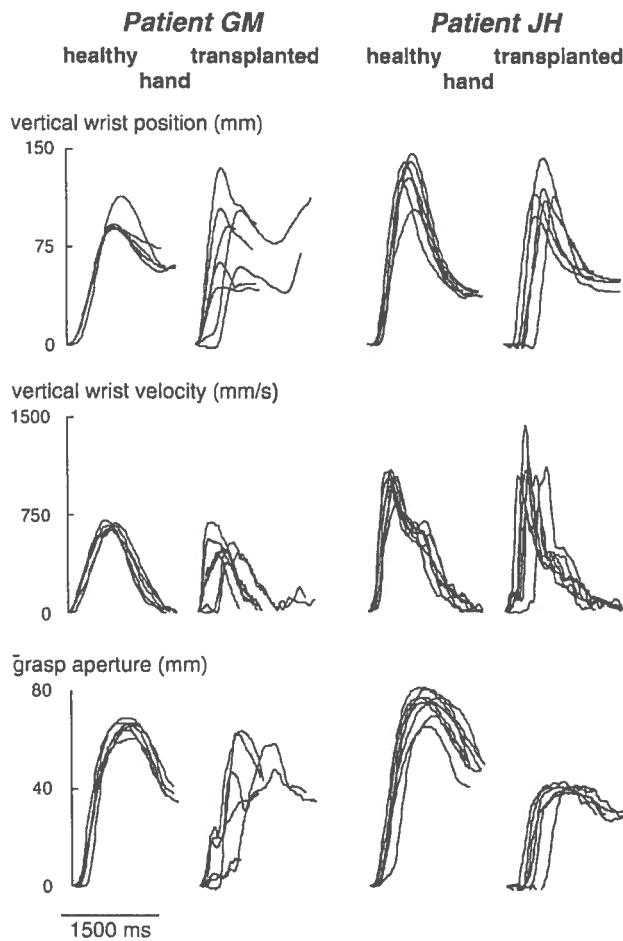 Patient GM Patient JH
healthy transplanted healthy transplanted
hand hand
vertical wrist position (mm)
150
75
0
vertical wrist velocity (mm/s)
1500
750
0
grasp aperture (mm)
80
40
0
1500 ms